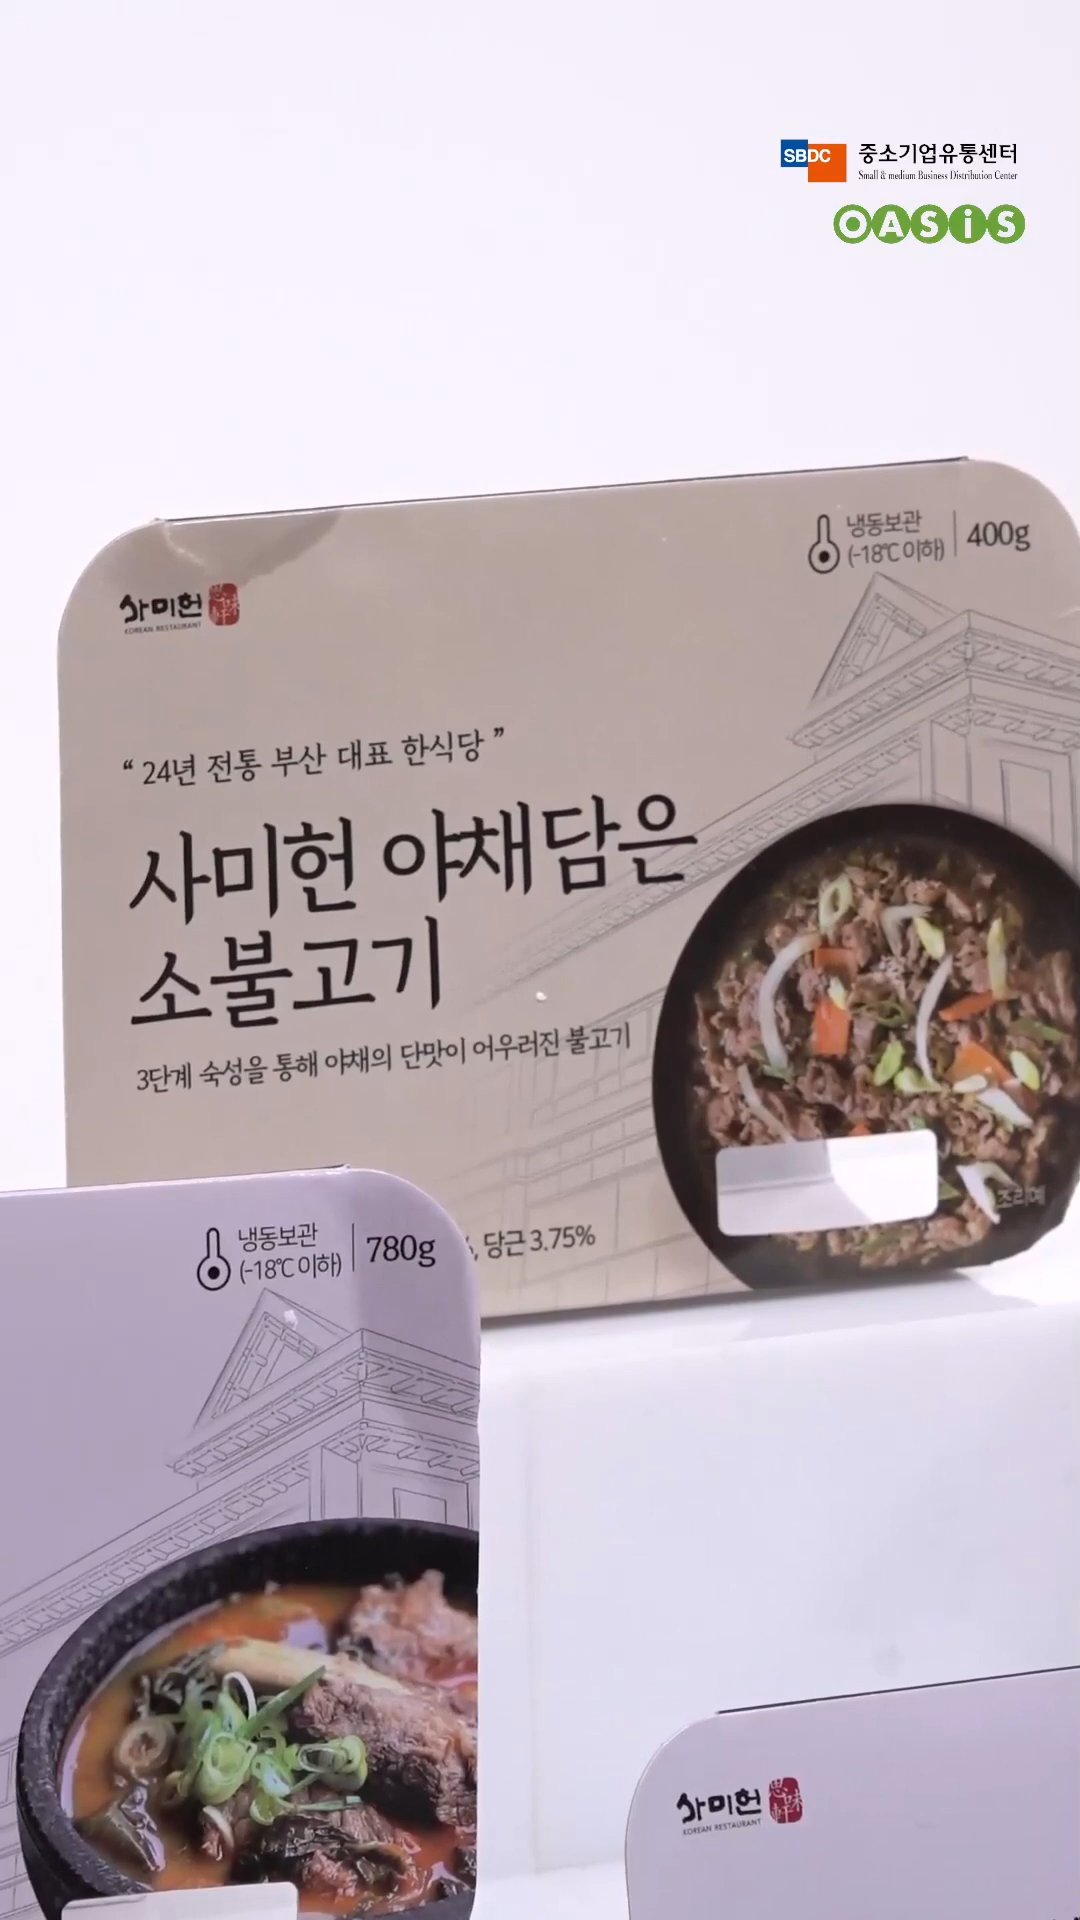 SBDC 중소기업유통센터
Small & medium Business Distribution Center
OASiS
냉동보관
(-18℃ 이하)
400g
사미헌
KOREAN RESTAURANT
“ 24년 전통 부산 대표 한식당 ”
사미헌 야채담은
소불고기
3단계 숙성을 통해 야채의 단맛이 어우러진 불고기
조리예
, 당근 3.75%
냉동보관
(-18℃ 이하)
780g
사미헌
KOREAN RESTAURANT